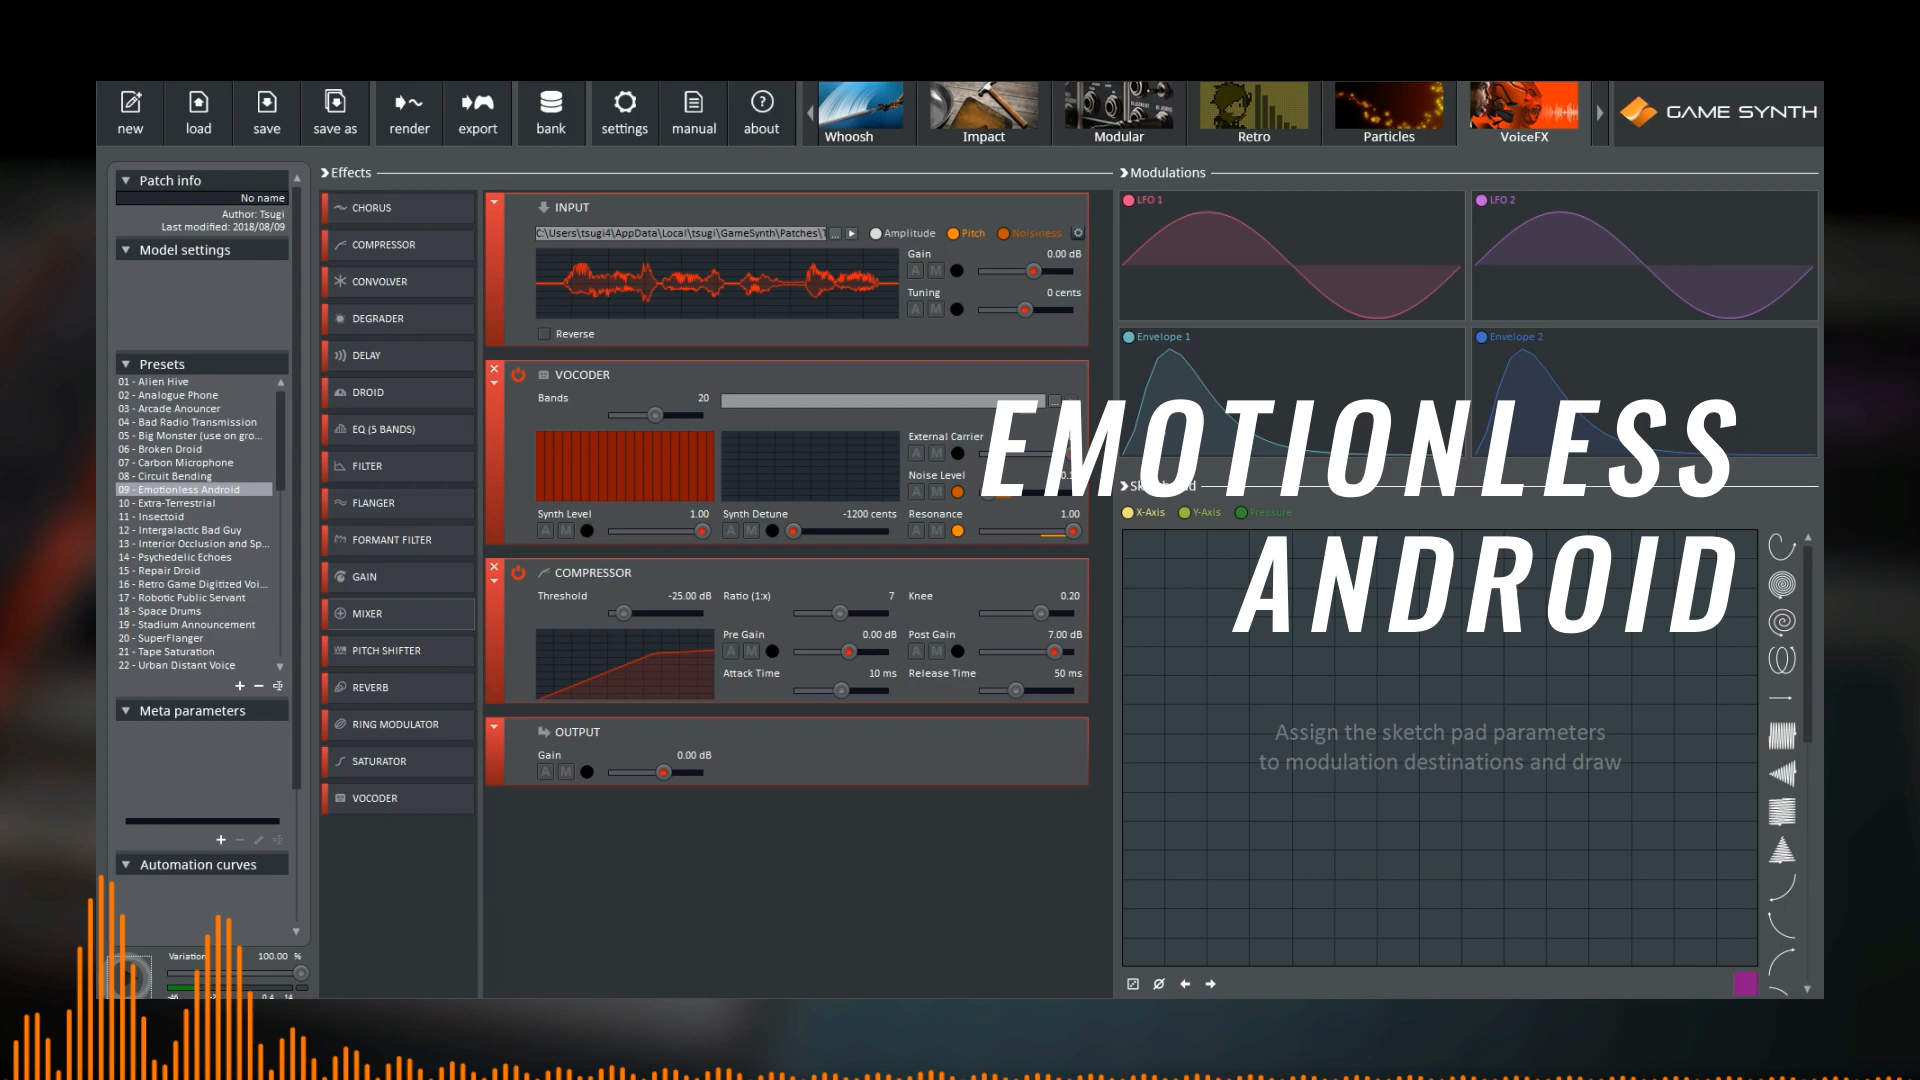 new
load
save
save as
render
export
bank
settings
manual
about
Whoosh
Impact
Modular
Retro
Particles
VoiceFX
GAME SYNTH
Patch info
No name
Author: Tsugi
Last modified: 2018/08/09
Model settings
Presets
01 - Alien Hive
02 - Analogue Phone
03 - Arcade Anouncer
04 - Bad Radio Transmission
05 - Big Monster (use on gro...
06 - Broken Droid
07 - Carbon Microphone
08 - Circuit Bending
09 - Emotionless Android
10 - Extra-Terrestrial
11 - Insectoid
12 - Intergalactic Bad Guy
13 - Interior Occlusion and Sp...
14 - Psychedelic Echoes
15 - Repair Droid
16 - Retro Game Digitized Voi...
17 - Robotic Public Servant
18 - Space Drums
19 - Stadium Announcement
20 - SuperFlanger
21 - Tape Saturation
22 - Urban Distant Voice
Meta parameters
Automation curves
Variation 100.00 %
Effects
CHORUS
COMPRESSOR
CONVOLVER
DEGRADER
DELAY
DROID
EQ (5 BANDS)
FILTER
FLANGER
FORMANT FILTER
GAIN
MIXER
PITCH SHIFTER
REVERB
RING MODULATOR
SATURATOR
VOCODER
INPUT
C:\Users\tsugi4\AppData\Local\tsugi\GameSynth\Patches\
Amplitude
Pitch
Noisiness
Gain 0.00 dB
A M
Tuning 0 cents
A M
Reverse
VOCODER
Bands 20
External Carrier
A M
Noise Level
A M
Synth Level 1.00
A M
Synth Detune -1200 cents
A M
Resonance 1.00
A M
COMPRESSOR
Threshold -25.00 dB
Ratio (1:x) 7
Knee 0.20
Pre Gain 0.00 dB
A M
Post Gain 7.00 dB
A M
Attack Time 10 ms
Release Time 50 ms
OUTPUT
Gain 0.00 dB
A M
Modulations
LFO 1
LFO 2
Envelope 1
Envelope 2
EMOTIONLESS
ANDROID
X-Axis
Y-Axis
Pressure
Assign the sketch pad parameters
to modulation destinations and draw